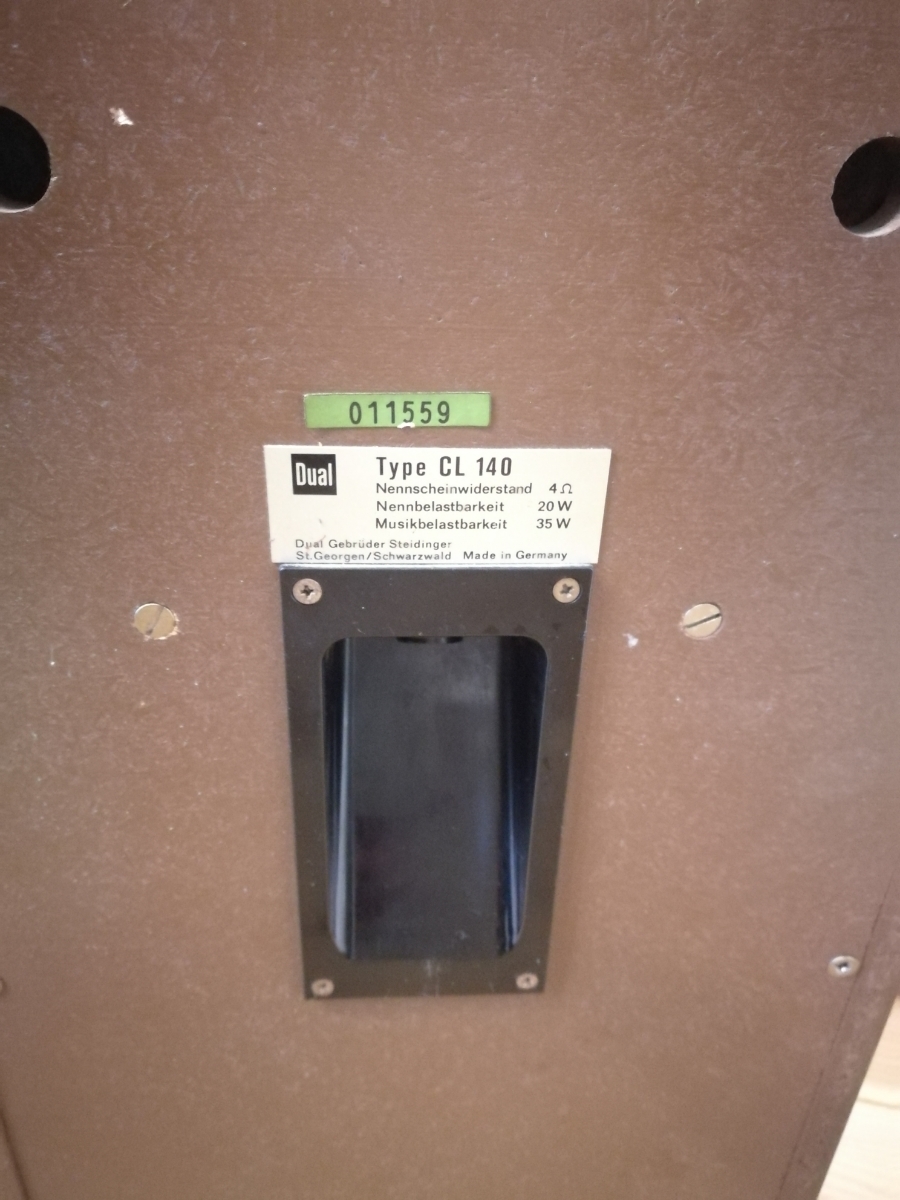 011559
Dual
Type CL 140
Nennscheinwiderstand 4 Ω
Nennbelastbarkeit 20 W
Musikbelastbarkeit 35 W
Dual Gebrüder Steidinger
St.Georgen/Schwarzwald Made in Germany